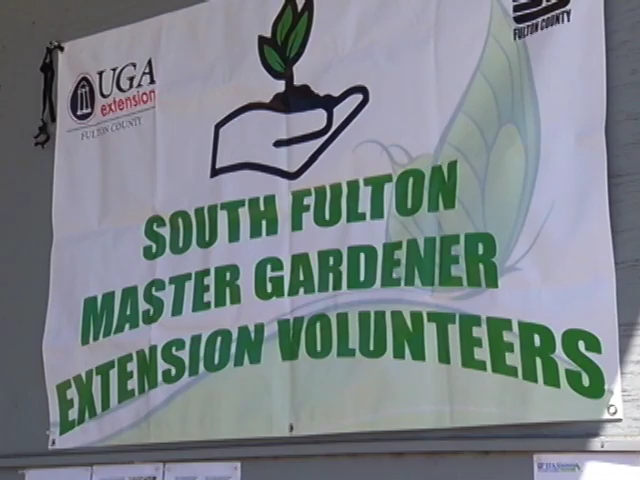 UGA
extension
FULTON COUNTY
FULTON COUNTY
SOUTH FULTON
MASTER GARDENER
EXTENSION VOLUNTEERS